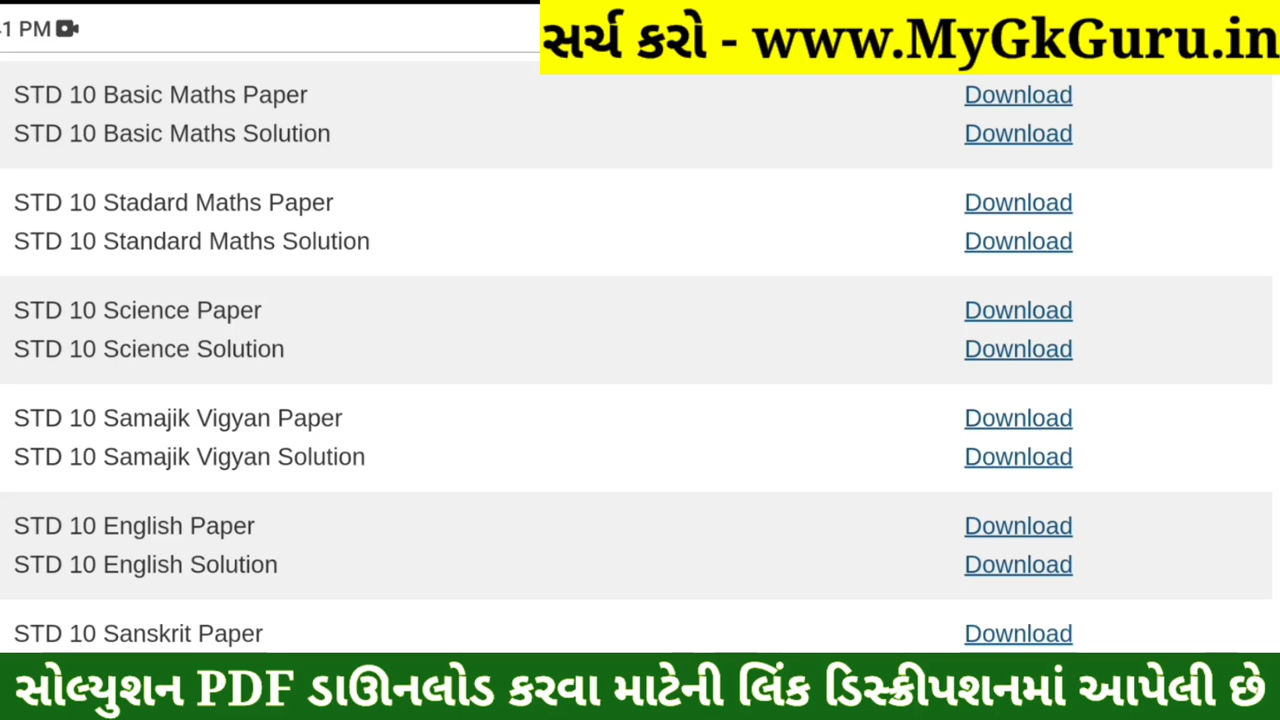 1 PM
સર્ચ કરો - www.MyGkGuru.in
STD 10 Basic Maths Paper Download
STD 10 Basic Maths Solution Download
STD 10 Stadard Maths Paper Download
STD 10 Standard Maths Solution Download
STD 10 Science Paper Download
STD 10 Science Solution Download
STD 10 Samajik Vigyan Paper Download
STD 10 Samajik Vigyan Solution Download
STD 10 English Paper Download
STD 10 English Solution Download
STD 10 Sanskrit Paper Download
સોલ્યુશન PDF ડાઊનલોડ કરવા માટેની લિંક ડિસ્ક્રીપશનમાં આપેલી છે